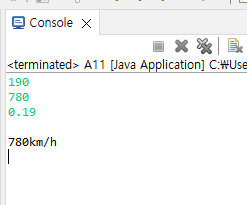 Console
<terminated> A11 [Java Application] C:₩Use
190
780
0.19
780km/h